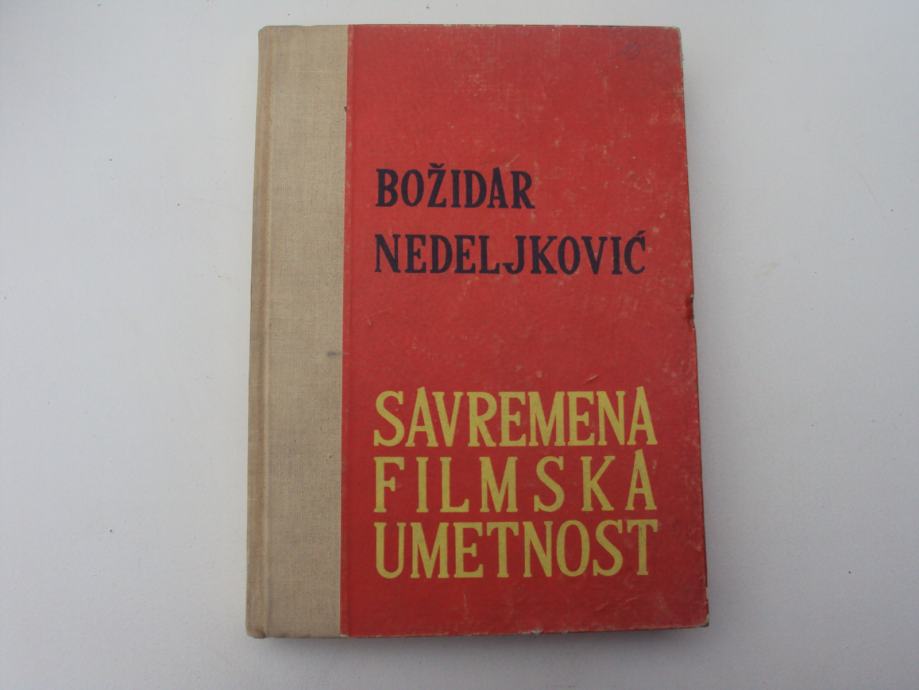 BOŽIDAR
NEDELJKOVIĆ
SAVREMENA
FILMSKA
UMETNOST